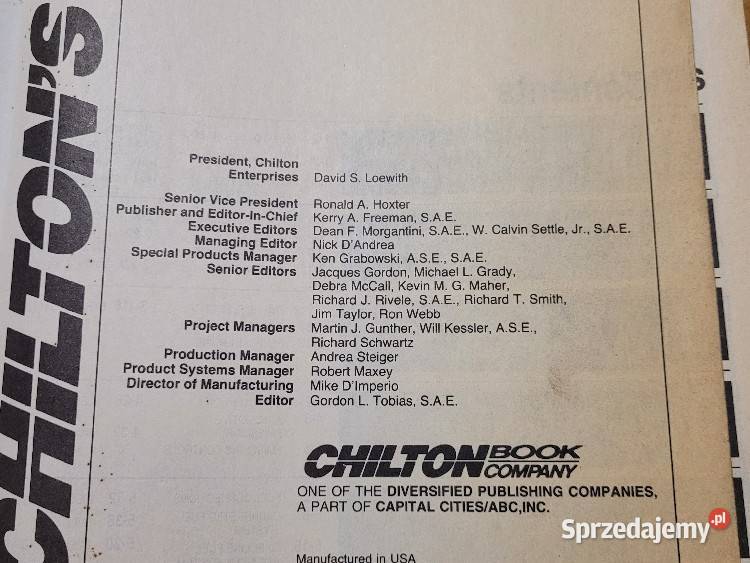 CHILTON'S
President, Chilton
Enterprises David S. Loewith
Senior Vice President Ronald A. Hoxter
Publisher and Editor-In-Chief Kerry A. Freeman, S.A.E.
Executive Editors Dean F. Morgantini, S.A.E., W. Calvin Settle, Jr., S.A.E.
Managing Editor Nick D'Andrea
Special Products Manager Ken Grabowski, A.S.E., S.A.E.
Senior Editors Jacques Gordon, Michael L. Grady,
Debra McCall, Kevin M. G. Maher,
Richard J. Rivele, S.A.E., Richard T. Smith,
Jim Taylor, Ron Webb
Project Managers Martin J. Gunther, Will Kessler, A.S.E.,
Richard Schwartz
Production Manager Andrea Steiger
Product Systems Manager Robert Maxey
Director of Manufacturing Mike D'Imperio
Editor Gordon L. Tobias, S.A.E.
CHILTON BOOK
COMPANY
ONE OF THE DIVERSIFIED PUBLISHING COMPANIES,
A PART OF CAPITAL CITIES/ABC,INC.
Manufactured in USA
Sprzedajemy.pl